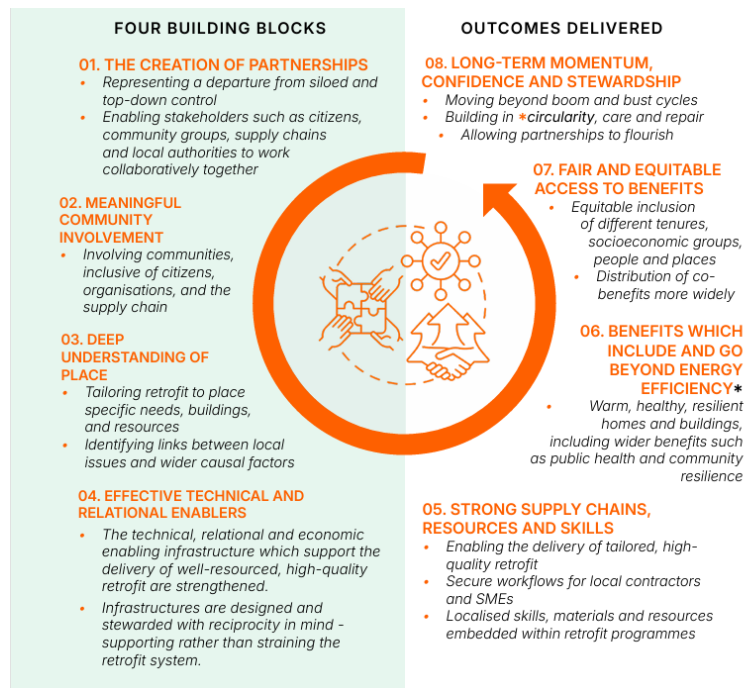 FOUR BUILDING BLOCKS
01. THE CREATION OF PARTNERSHIPS
• Representing a departure from siloed and
top-down control
• Enabling stakeholders such as citizens,
community groups, supply chains
and local authorities to work
collaboratively together
02. MEANINGFUL
COMMUNITY
INVOLVEMENT
• Involving communities,
inclusive of citizens,
organisations, and the
supply chain
03. DEEP
UNDERSTANDING OF
PLACE
• Tailoring retrofit to place
specific needs, buildings,
and resources
• Identifying links between local
issues and wider causal factors
04. EFFECTIVE TECHNICAL AND
RELATIONAL ENABLERS
• The technical, relational and economic
enabling infrastructure which support the
delivery of well-resourced, high-quality
retrofit are strengthened.
• Infrastructures are designed and
stewarded with reciprocity in mind -
supporting rather than straining the
retrofit system.
OUTCOMES DELIVERED
08. LONG-TERM MOMENTUM,
CONFIDENCE AND STEWARDSHIP
• Moving beyond boom and bust cycles
• Building in *circularity, care and repair
• Allowing partnerships to flourish
07. FAIR AND EQUITABLE
ACCESS TO BENEFITS
• Equitable inclusion
of different tenures,
socioeconomic groups,
people and places
• Distribution of co-
benefits more widely
06. BENEFITS WHICH
INCLUDE AND GO
BEYOND ENERGY
EFFICIENCY*
• Warm, healthy, resilient
homes and buildings,
including wider benefits such
as public health and community
resilience
05. STRONG SUPPLY CHAINS,
RESOURCES AND SKILLS
• Enabling the delivery of tailored, high-
quality retrofit
• Secure workflows for local contractors
and SMEs
• Localised skills, materials and resources
embedded within retrofit programmes